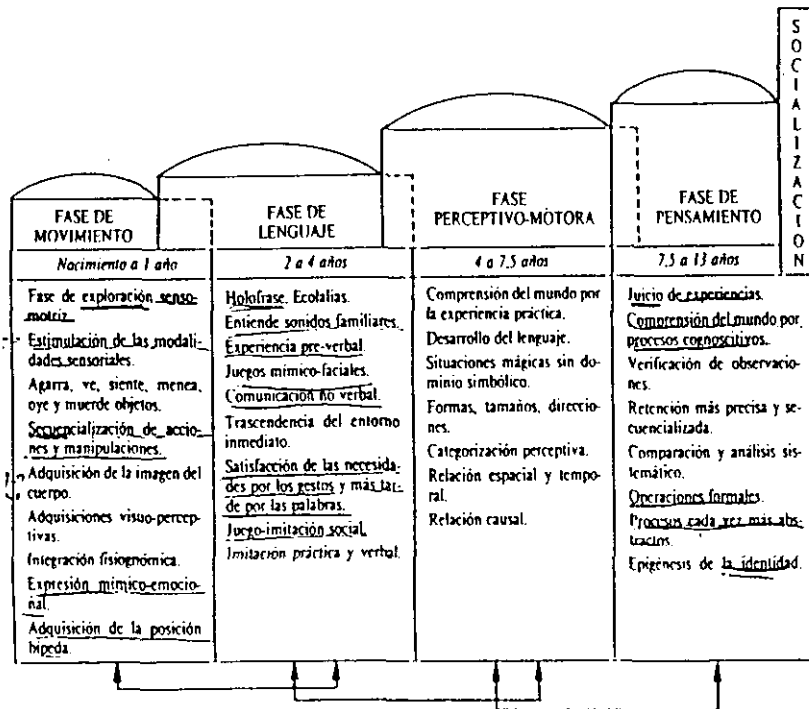 SOCIALIZACION
FASE DE
MOVIMIENTO
Nacimiento a 1 año
Fase de exploración senso-
motriz.
Estimulación de las modali-
dades sensoriales.
Agarra, ve, siente, menea,
oye y muerde objetos.
Secuencialización de accio-
nes y manipulaciones.
Adquisición de la imagen del
cuerpo.
Adquisiciones visuo-percep-
tivas.
Integración fisiognómica.
Expresión mímico-emocio-
nal.
Adquisición de la posición
bípeda.
FASE DE
LENGUAJE
2 a 4 años
Holofrase. Ecolalias.
Entiende sonidos familiares.
Experiencia pre-verbal
Juegos mímico-faciales.
Comunicación no verbal.
Trascendencia del entorno
inmediato.
Satisfacción de las necesida-
des por los gestos y más tar-
de por las palabras.
Juego-imitación social.
Imitación práctica y verbal.
FASE
PERCEPTIVO-MOTORA
4 a 7,5 años
Comprensión del mundo por
la experiencia práctica.
Desarrollo del lenguaje.
Situaciones mágicas sin do-
minio simbólico.
Formas, tamaños, direccio-
nes.
Categorización perceptiva.
Relación espacial y tempo-
ral.
Relación causal.
FASE DE
PENSAMIENTO
7,5 a 13 años
Juicio de experiencias.
Comprensión del mundo por
procesos cognoscitivos.
Verificación de observacio-
nes.
Retención más precisa y se-
cuencializada.
Comparación y análisis sis-
temático.
Operaciones formales.
Procesos cada vez más abs-
tractos.
Epigénesis de la identidad.